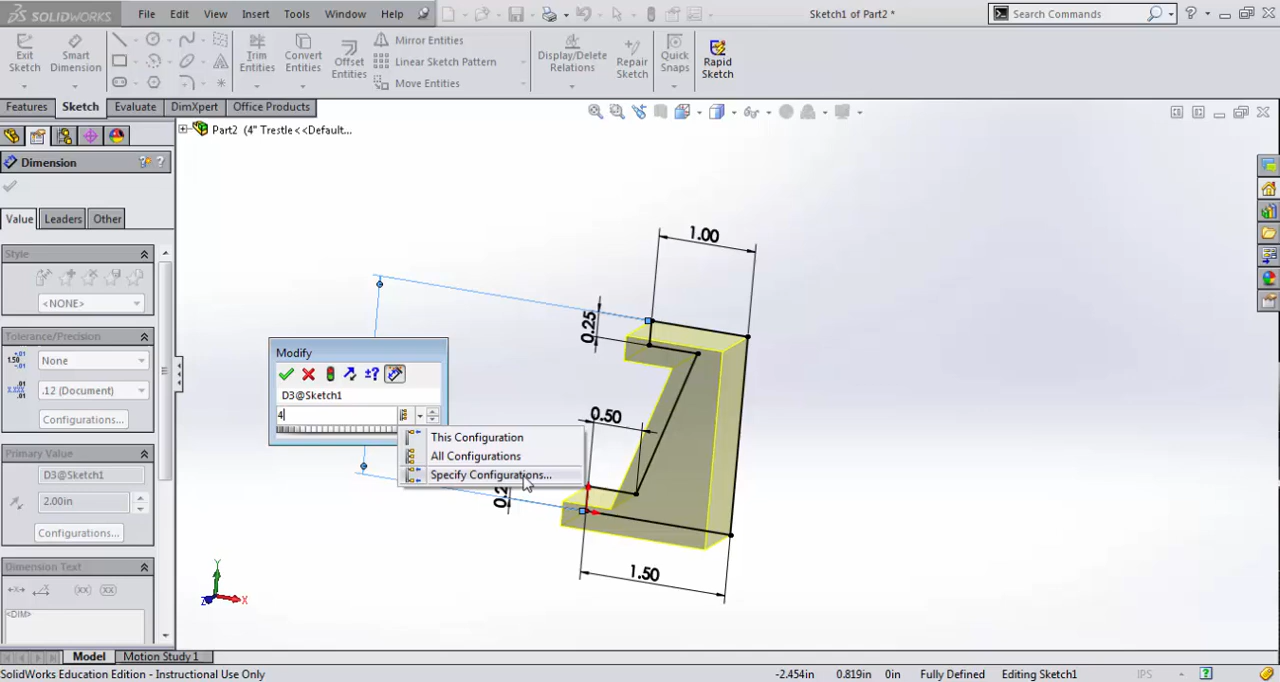 SOLIDWORKS File Edit View Insert Tools Window Help Sketch1 of Part2 * Search Commands
Exit Sketch
Smart Dimension
Trim Entities
Convert Entities
Offset Entities
Mirror Entities
Linear Sketch Pattern
Move Entities
Display/Delete Relations
Repair Sketch
Quick Snaps
Rapid Sketch
Features Sketch Evaluate DimXpert Office Products
Part2 (4" Trestle<<Default...
Dimension
Value Leaders Other
Style
<NONE>
Tolerance/Precision
None
.12 (Document)
Configurations...
Primary Value
D3@Sketch1
2.00in
Configurations...
Dimension Text
(xx) (xx)
<DIM>
Modify
D3@Sketch1
4
This Configuration
All Configurations
Specify Configurations...
1.00
0.25
0.50
1.50
Y
Z
X
Model Motion Study 1
SolidWorks Education Edition - Instructional Use Only -2.454in 0.819in 0in Fully Defined Editing Sketch1 IPS